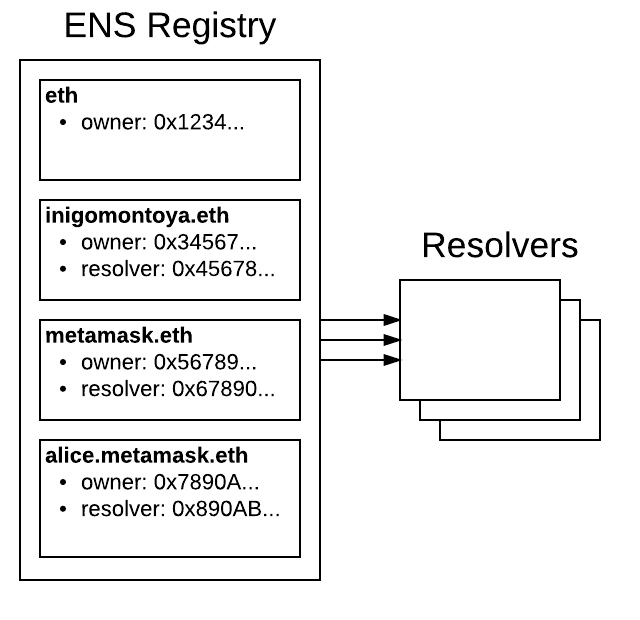 ENS Registry
eth
• owner: 0x1234...
inigomontoya.eth
• owner: 0x34567...
• resolver: 0x45678...
metamask.eth
• owner: 0x56789...
• resolver: 0x67890...
alice.metamask.eth
• owner: 0x7890A...
• resolver: 0x890AB...
Resolvers